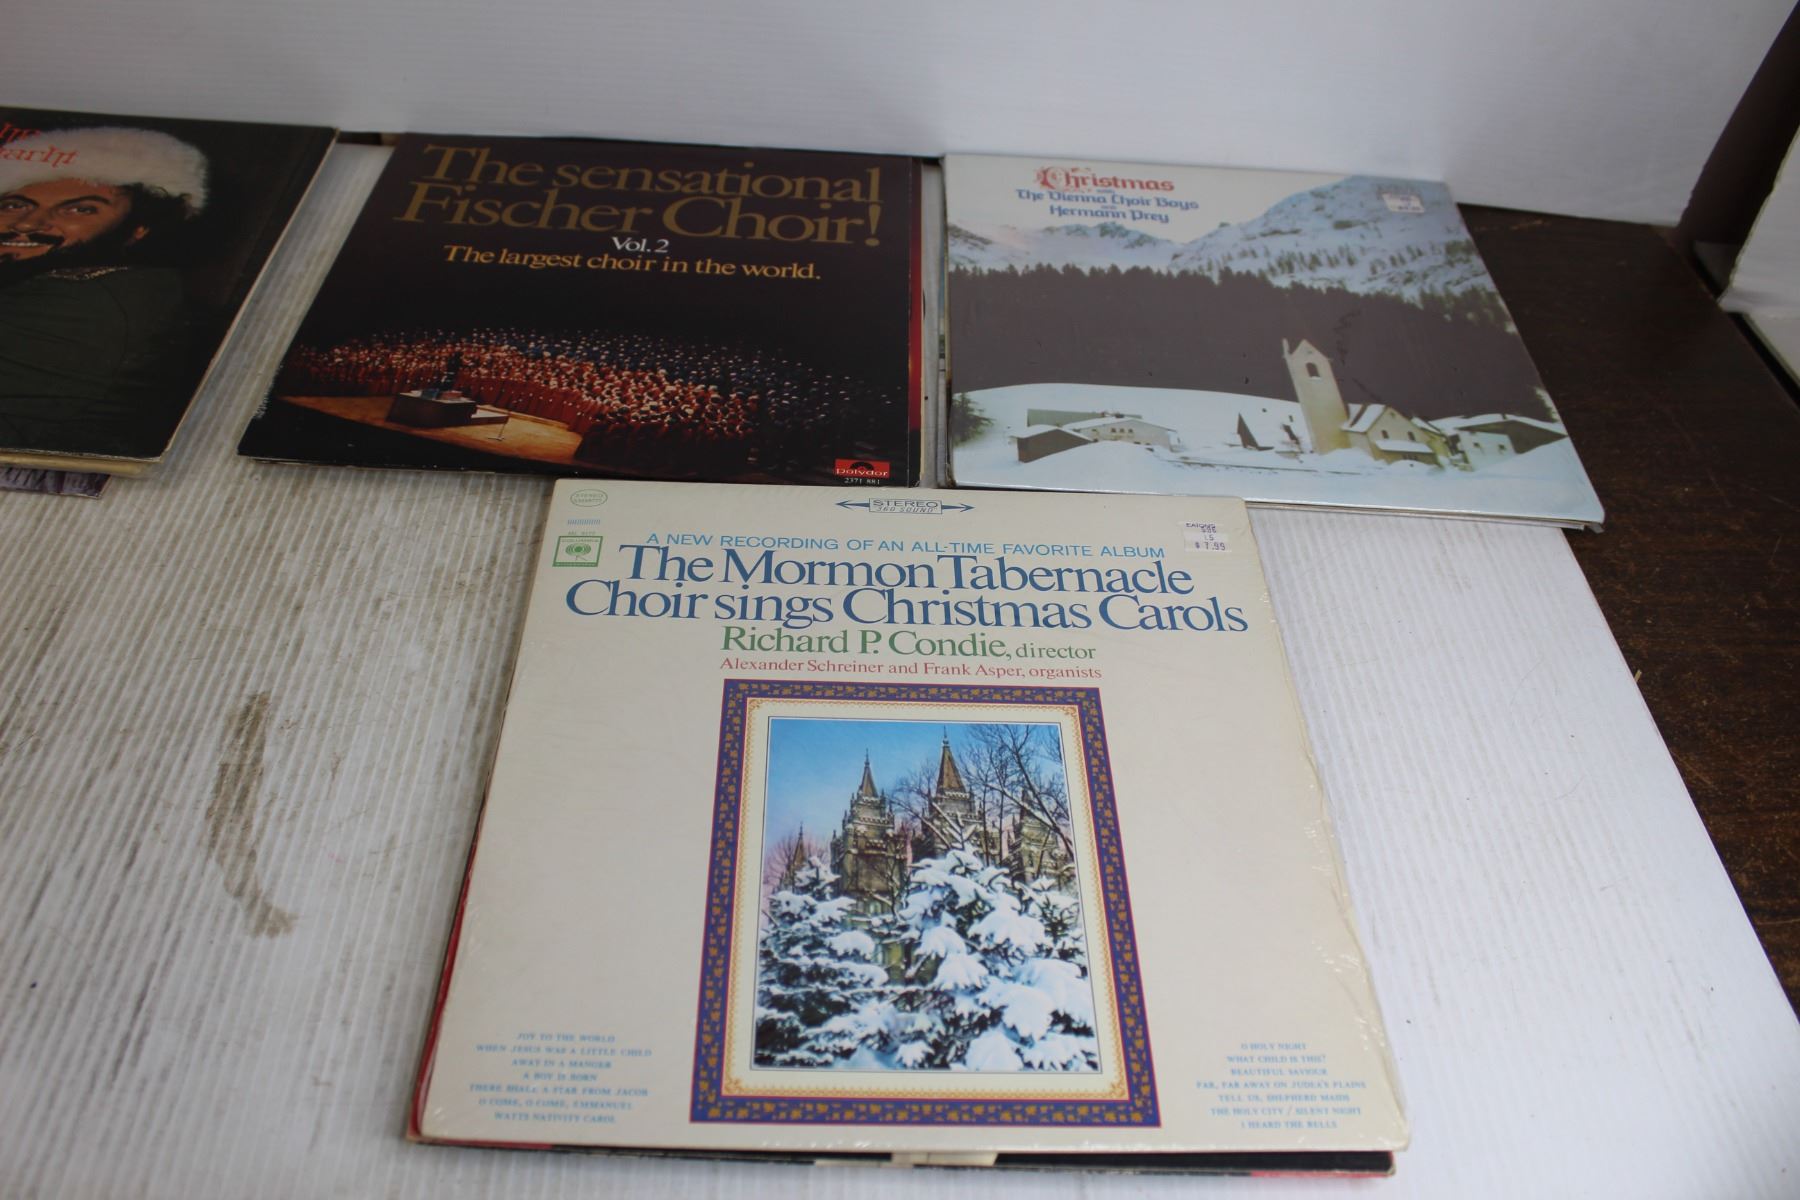 The sensational
Fischer Choir!
Vol. 2
The largest choir in the world.
Polydor
2371 881
Christmas
with
The Vienna Choir Boys
and
Hermann Prey
STEREO
STEREO
360 SOUND
COLUMBIA
EATONS
$ 7.99
A NEW RECORDING OF AN ALL-TIME FAVORITE ALBUM
The Mormon Tabernacle
Choir sings Christmas Carols
Richard P. Condie, director
Alexander Schreiner and Frank Asper, organists
JOY TO THE WORLD
WHEN JESUS WAS A LITTLE CHILD
AWAY IN A MANGER
A BOY IS BORN
THERE SHALL A STAR FROM JACOB
O COME, O COME, EMMANUEL
WATTS NATIVITY CAROL
O HOLY NIGHT
WHAT CHILD IS THIS?
BEAUTIFUL SAVIOUR
FAR, FAR AWAY ON JUDEA'S PLAINS
TELL US, SHEPHERD MAIDS
THE HOLY CITY / SILENT NIGHT
I HEARD THE BELLS